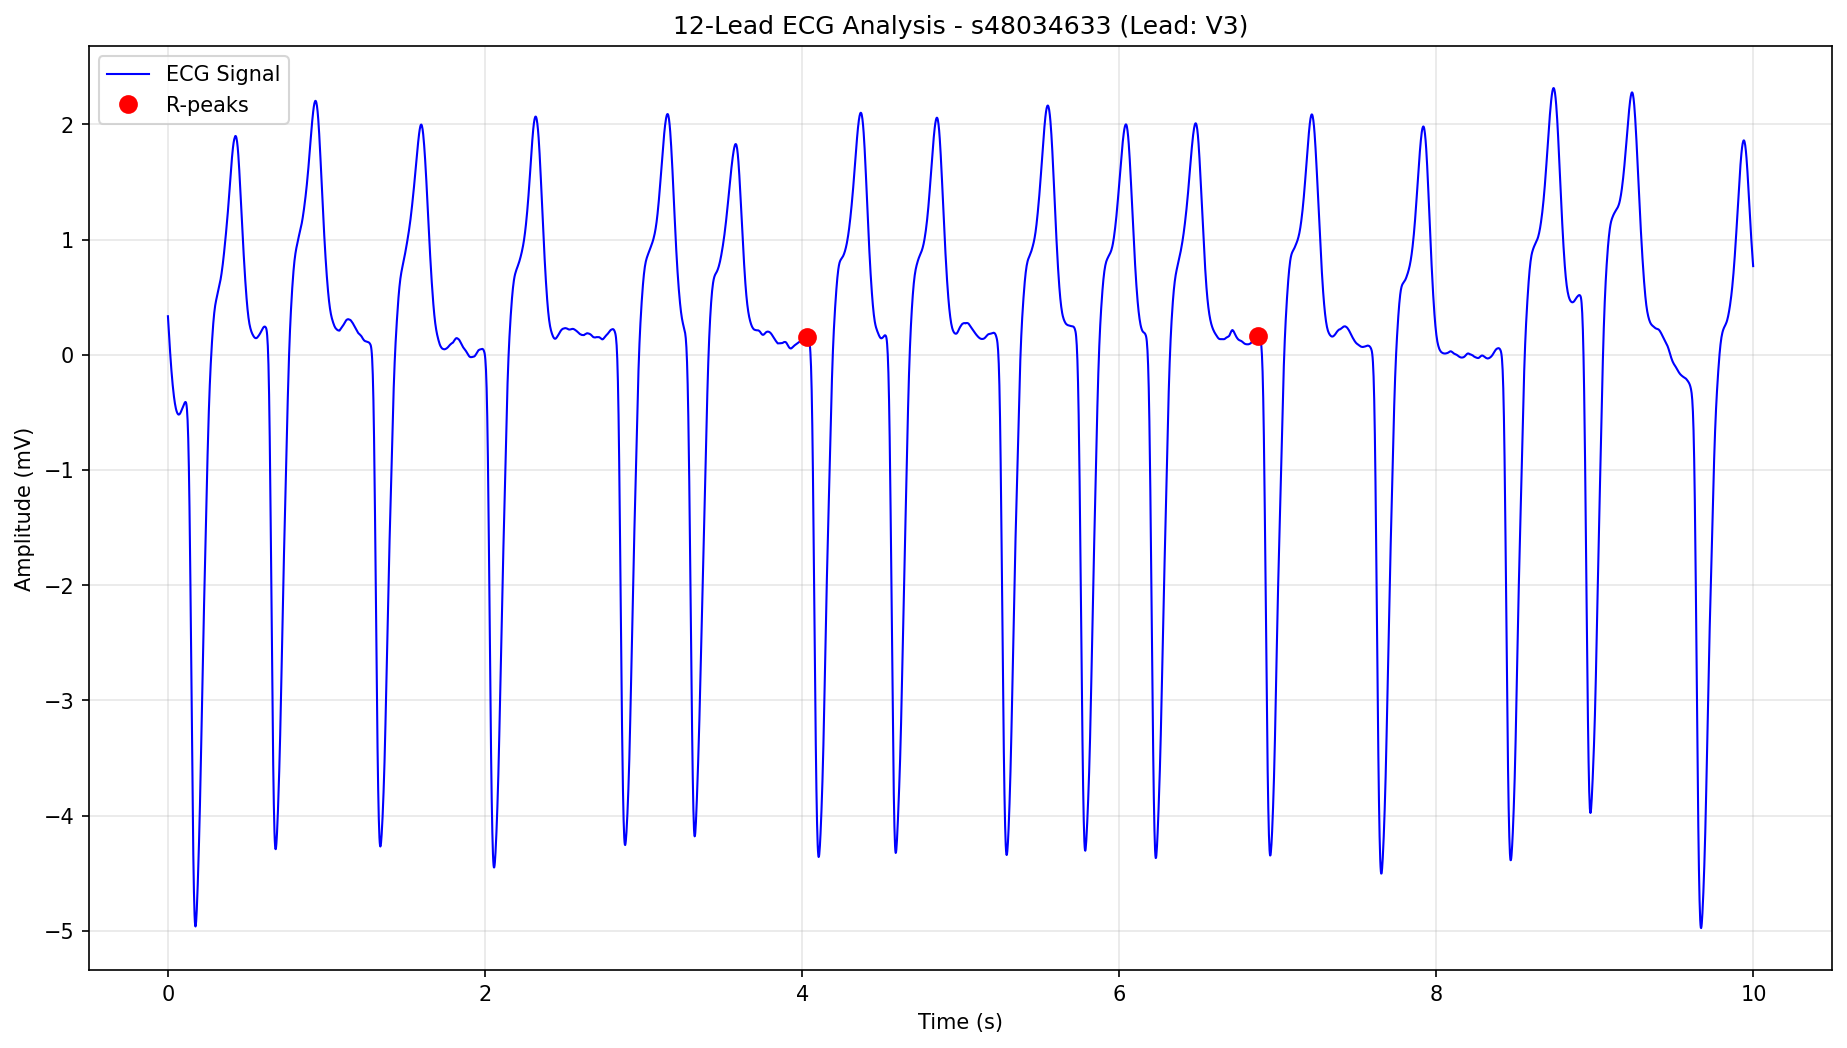 12-Lead ECG Analysis - s48034633 (Lead: V3)
ECG Signal
R-peaks
2
1
0
−1
−2
−3
−4
−5
Amplitude (mV)
0 2 4 6 8 10
Time (s)